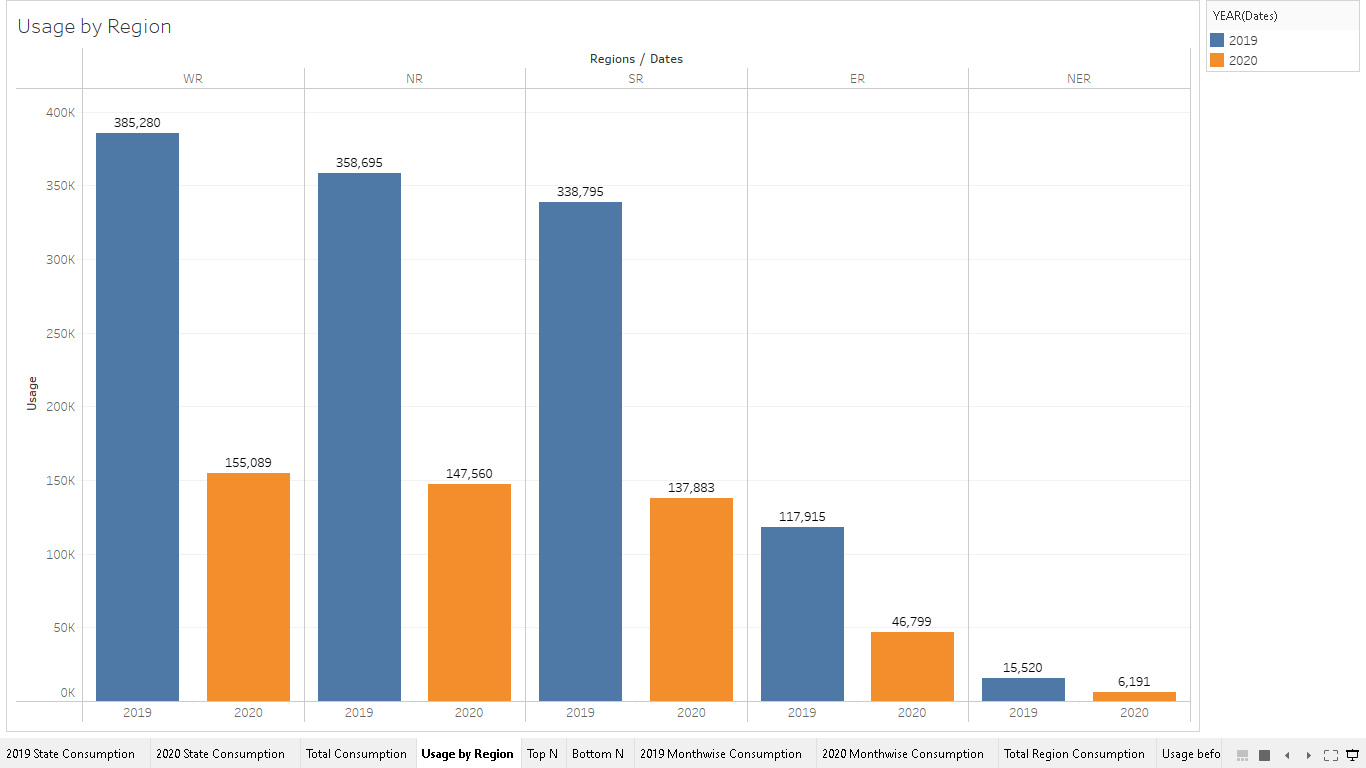 Usage by Region
YEAR(Dates)
2019
2020
Regions / Dates
WR NR SR ER NER
Usage
400K
350K
300K
250K
200K
150K
100K
50K
0K
385,280
155,089
358,695
147,560
338,795
137,883
117,915
46,799
15,520
6,191
2019 2020 2019 2020 2019 2020 2019 2020 2019 2020
2019 State Consumption 2020 State Consumption Total Consumption Usage by Region Top N Bottom N 2019 Monthwise Consumption 2020 Monthwise Consumption Total Region Consumption Usage befo